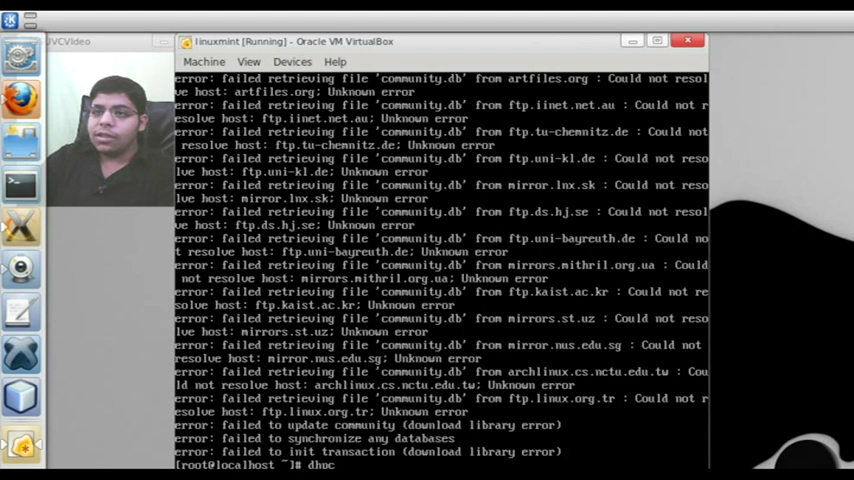 UVCVideo
linuxmint [Running] - Oracle VM VirtualBox
Machine View Devices Help
error: failed retrieving file 'community.db' from artfiles.org : Could not resol
ve host: artfiles.org; Unknown error
error: failed retrieving file 'community.db' from ftp.iinet.net.au : Could not r
esolve host: ftp.iinet.net.au; Unknown error
error: failed retrieving file 'community.db' from ftp.tu-chemnitz.de : Could not
resolve host: ftp.tu-chemnitz.de; Unknown error
error: failed retrieving file 'community.db' from ftp.uni-kl.de : Could not reso
lve host: ftp.uni-kl.de; Unknown error
error: failed retrieving file 'community.db' from mirror.lnx.sk : Could not reso
lve host: mirror.lnx.sk; Unknown error
error: failed retrieving file 'community.db' from ftp.ds.hj.se : Could not resol
ve host: ftp.ds.hj.se; Unknown error
error: failed retrieving file 'community.db' from ftp.uni-bayreuth.de : Could no
t resolve host: ftp.uni-bayreuth.de; Unknown error
error: failed retrieving file 'community.db' from mirrors.mithril.org.ua : Could
not resolve host: mirrors.mithril.org.ua; Unknown error
error: failed retrieving file 'community.db' from ftp.kaist.ac.kr : Could not re
solve host: ftp.kaist.ac.kr; Unknown error
error: failed retrieving file 'community.db' from mirrors.st.uz : Could not reso
lve host: mirrors.st.uz; Unknown error
error: failed retrieving file 'community.db' from mirror.nus.edu.sg : Could not
resolve host: mirror.nus.edu.sg; Unknown error
error: failed retrieving file 'community.db' from archlinux.cs.nctu.edu.tw : Cou
ld not resolve host: archlinux.cs.nctu.edu.tw; Unknown error
error: failed retrieving file 'community.db' from ftp.linux.org.tr : Could not r
esolve host: ftp.linux.org.tr; Unknown error
error: failed to update community (download library error)
error: failed to synchronize any databases
error: failed to init transaction (download library error)
[root@localhost ~]# dhpc